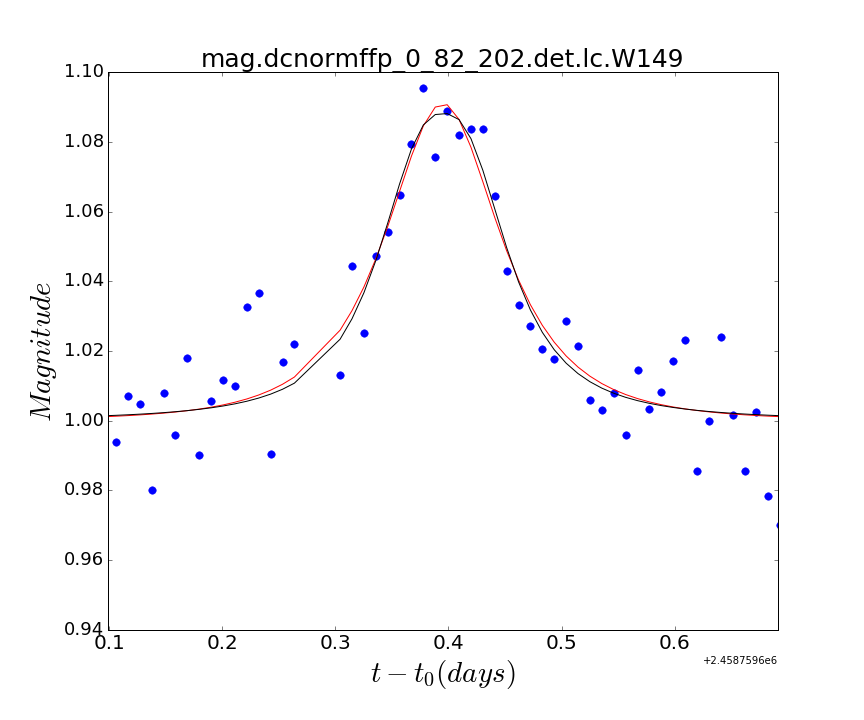 mag.dcnormffp_0_82_202.det.lc.W149
1.10
1.08
1.06
1.04
1.02
1.00
0.98
0.96
0.94
Magnitude
0.1 0.2 0.3 0.4 0.5 0.6
+2.4587596e6
t − t₀(days)